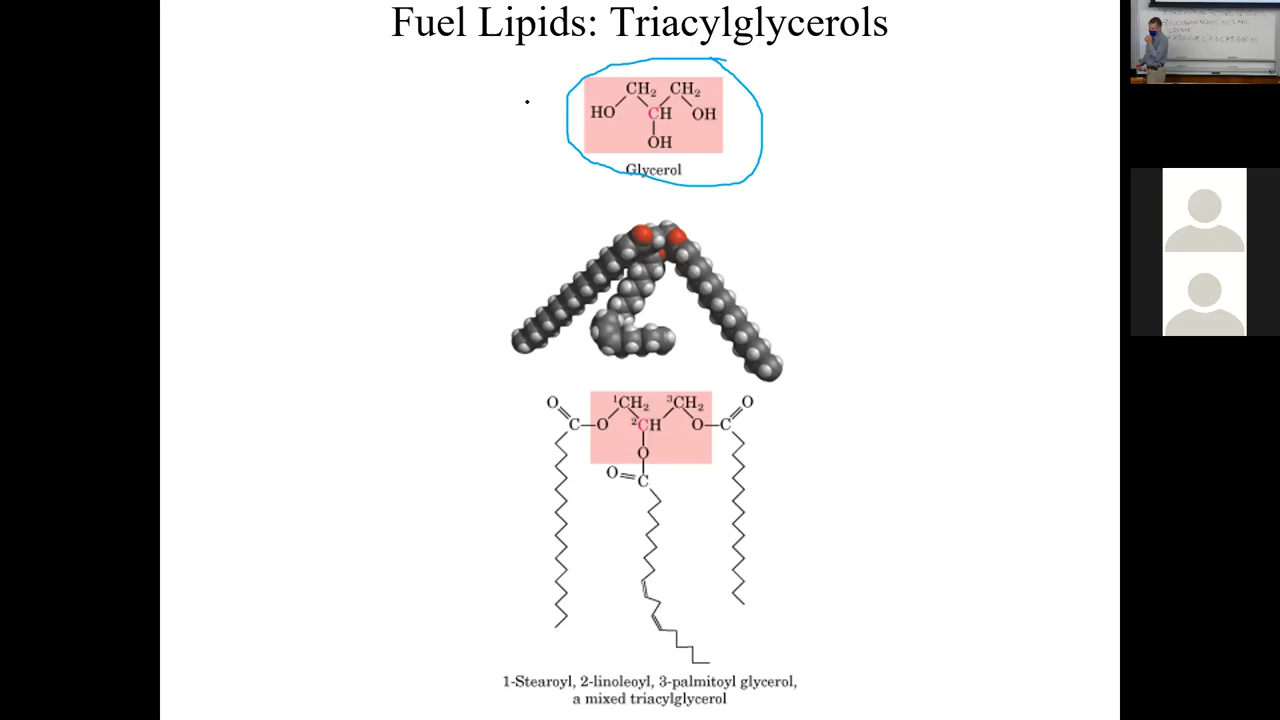 Fuel Lipids: Triacylglycerols
CH₂ CH₂
HO CH OH
OH
Glycerol
O ¹CH₂ ³CH₂ O
C—O ²CH O—C
O
O=C
1-Stearoyl, 2-linoleoyl, 3-palmitoyl glycerol,
a mixed triacylglycerol